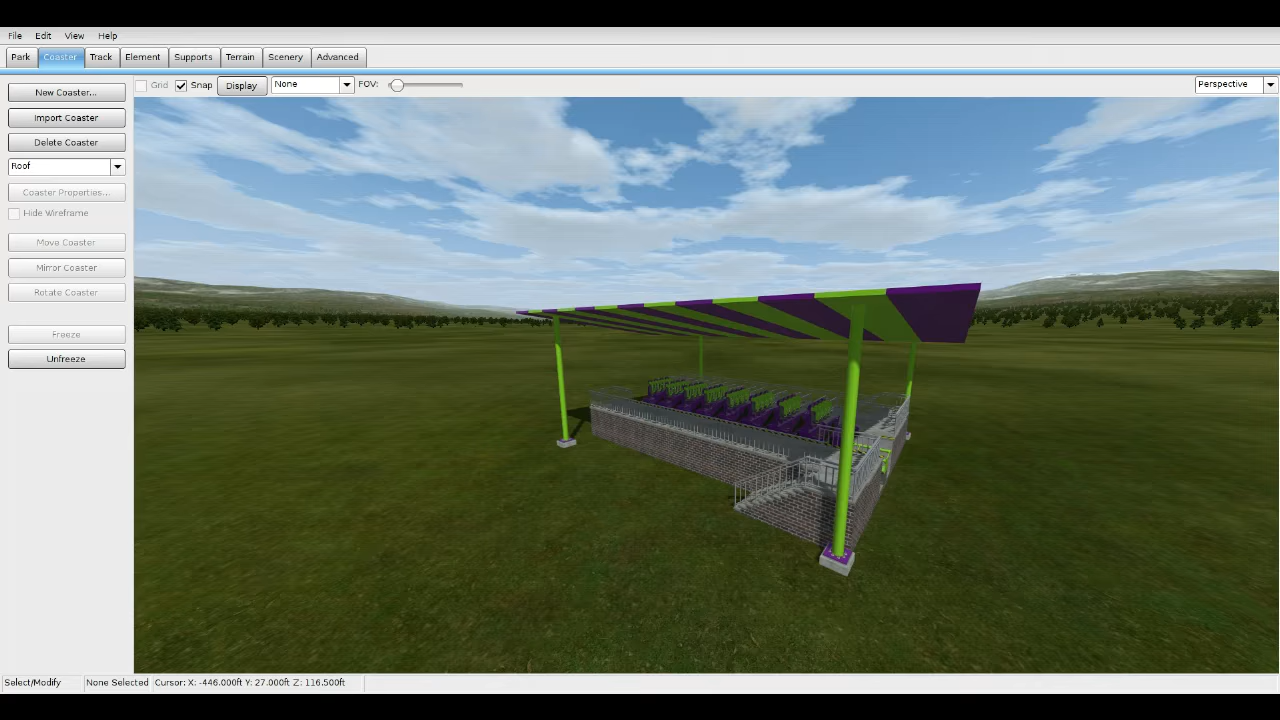 File Edit View Help
Park Coaster Track Element Supports Terrain Scenery Advanced
Grid Snap Display None FOV: Perspective
New Coaster...
Import Coaster
Delete Coaster
Roof
Coaster Properties...
Hide Wireframe
Move Coaster
Mirror Coaster
Rotate Coaster
Freeze
Unfreeze
Select/Modify None Selected Cursor: X: -446.000ft Y: 27.000ft Z: 116.500ft